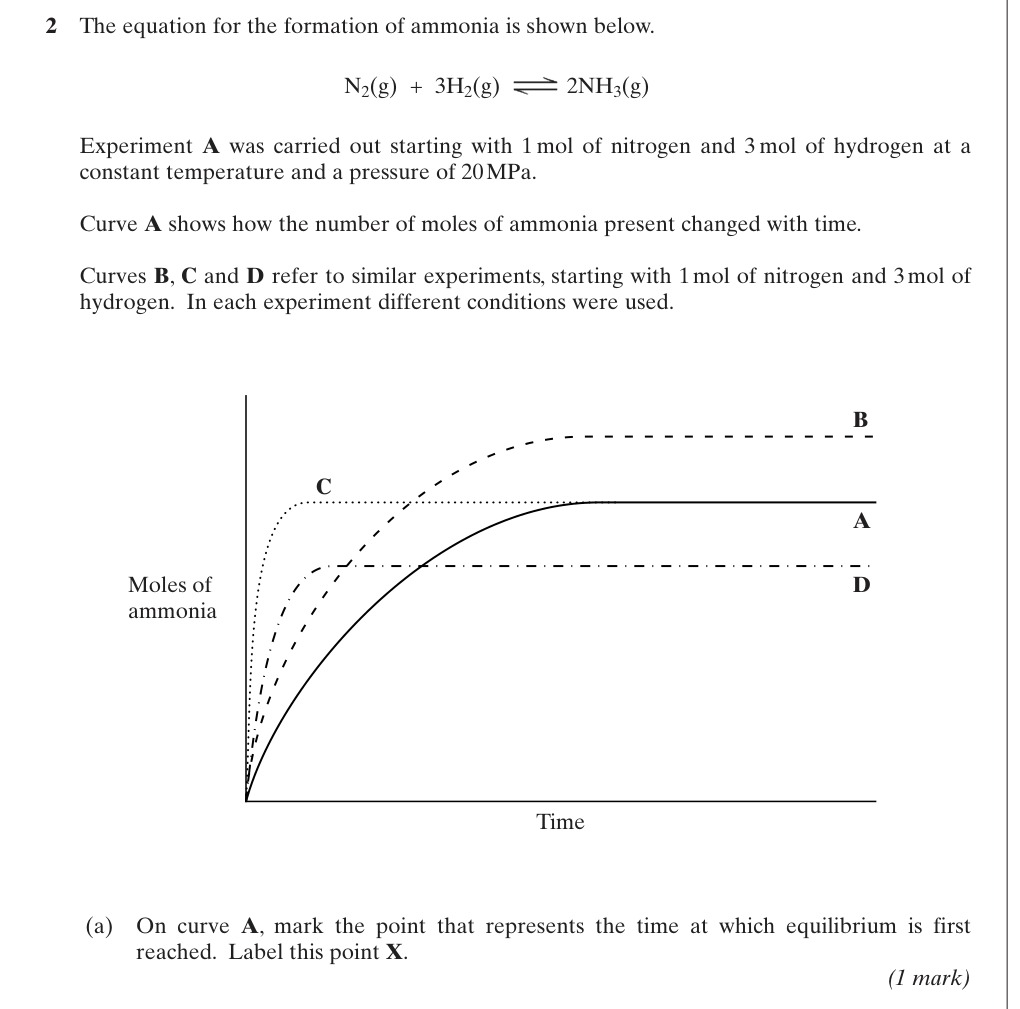 2 The equation for the formation of ammonia is shown below.
N₂(g) + 3H₂(g) ⇌ 2NH₃(g)
Experiment A was carried out starting with 1 mol of nitrogen and 3 mol of hydrogen at a
constant temperature and a pressure of 20 MPa.
Curve A shows how the number of moles of ammonia present changed with time.
Curves B, C and D refer to similar experiments, starting with 1 mol of nitrogen and 3 mol of
hydrogen. In each experiment different conditions were used.
B
C
A
D
Moles of
ammonia
Time
(a) On curve A, mark the point that represents the time at which equilibrium is first
reached. Label this point X.
(1 mark)